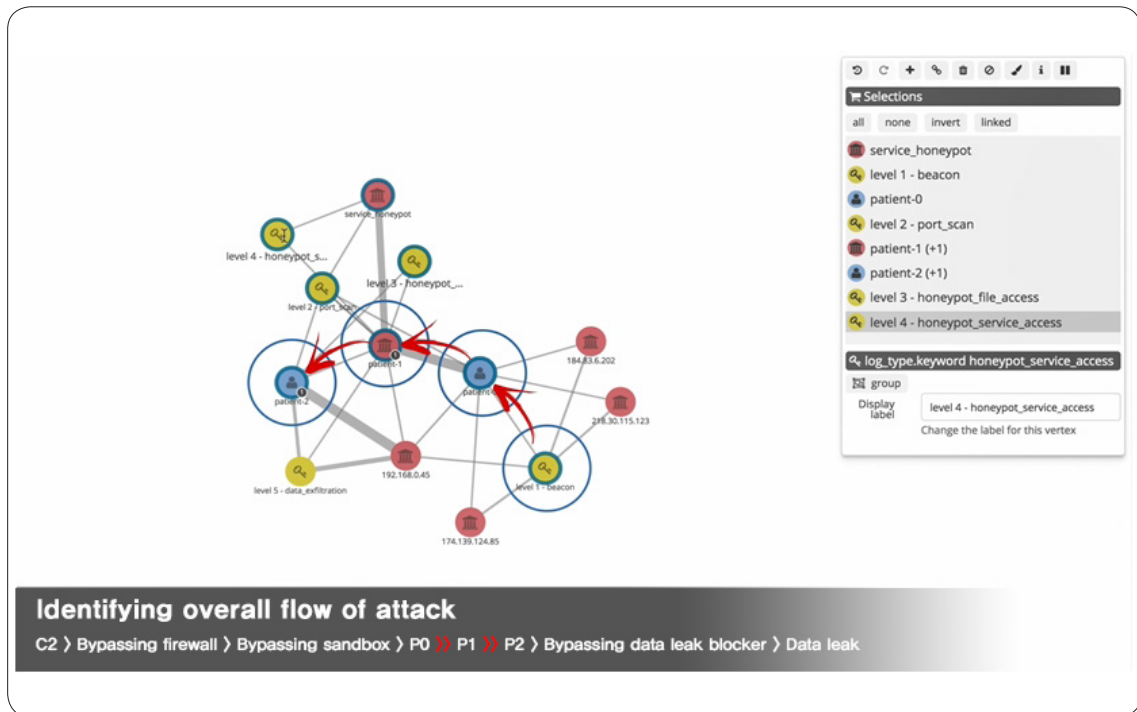 service_honeypot
level 4 - honeypot_s...
level 3 - honeypot_...
level 2 - port_scan
patient-1
patient-2
184.83.6.202
218.30.115.123
level 1 - beacon
192.168.0.45
level 5 - data_exfiltration
174.139.124.85
Selections
all none invert linked
service_honeypot
level 1 - beacon
patient-0
level 2 - port_scan
patient-1 (+1)
patient-2 (+1)
level 3 - honeypot_file_access
level 4 - honeypot_service_access
log_type.keyword honeypot_service_access
group
Display label
level 4 - honeypot_service_access
Change the label for this vertex
Identifying overall flow of attack
C2 〉 Bypassing firewall 〉 Bypassing sandbox 〉 P0 》 P1 》 P2 〉 Bypassing data leak blocker 〉 Data leak